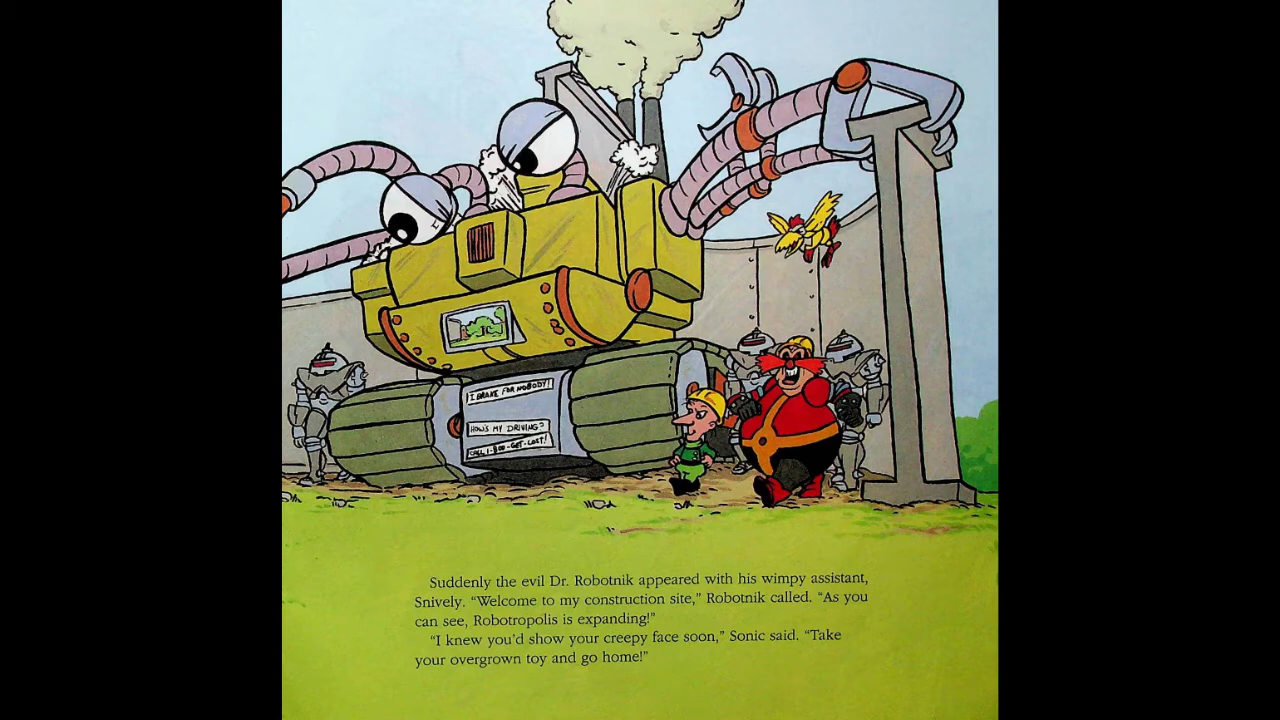 I BRAKE FOR NOBODY!
HOW'S MY DRIVING?
CALL 1-800-GET-LOST!
Suddenly the evil Dr. Robotnik appeared with his wimpy assistant,
Snively. “Welcome to my construction site,” Robotnik called. “As you
can see, Robotropolis is expanding!”
“I knew you’d show your creepy face soon,” Sonic said. “Take
your overgrown toy and go home!”